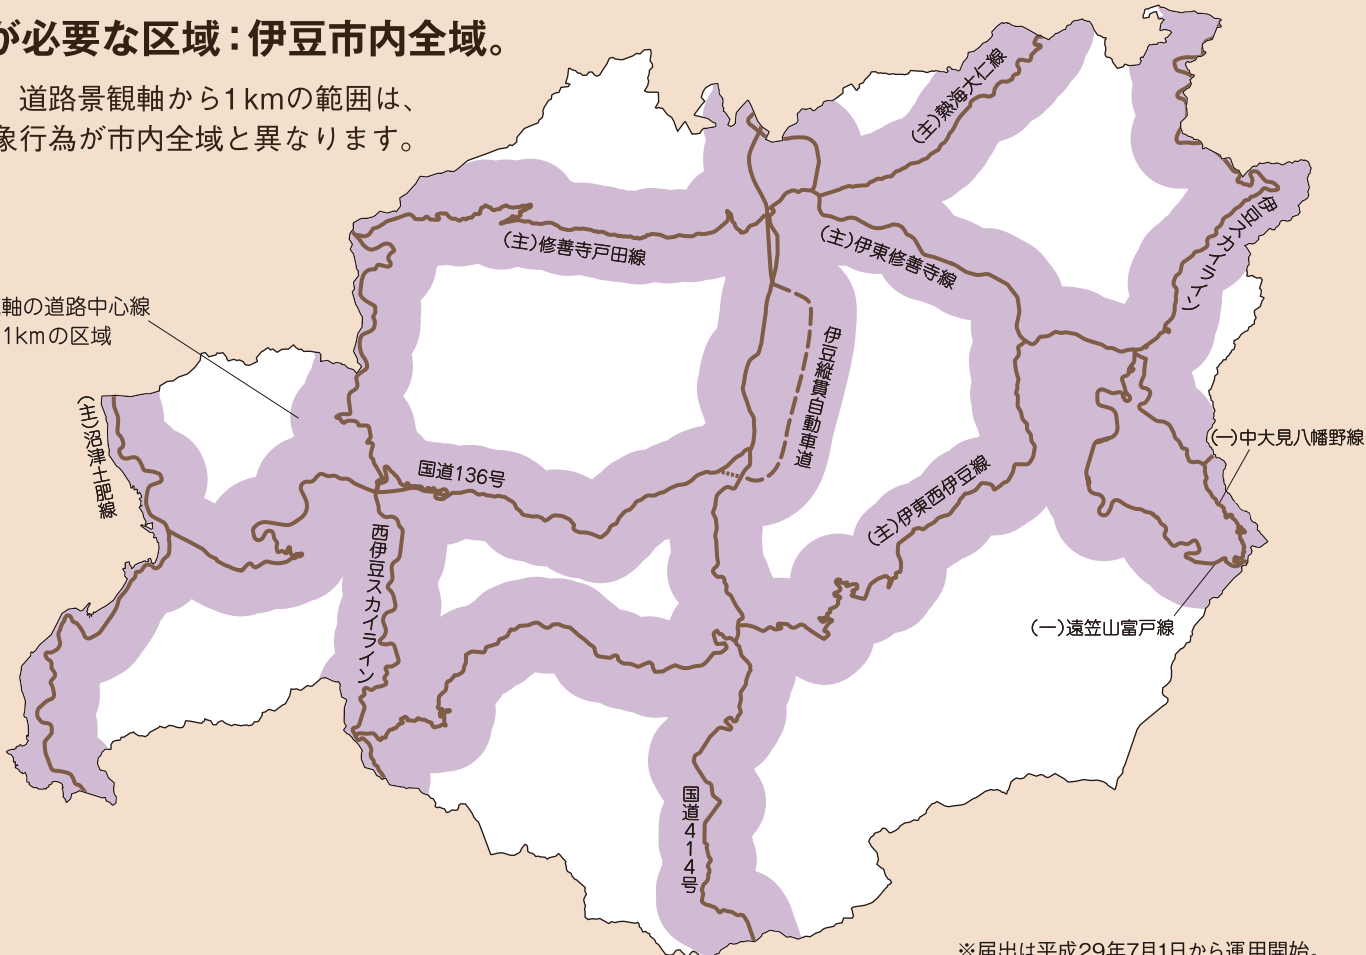 が必要な区域：伊豆市内全域。
道路景観軸から1kmの範囲は、
象行為が市内全域と異なります。
軸の道路中心線
1kmの区域
(主)熱海大仁線
伊豆スカイライン
(主)修善寺戸田線
(主)伊東修善寺線
伊豆縦貫自動車道
(主)沼津土肥線
国道136号
(一)中大見八幡野線
(主)伊東西伊豆線
西伊豆スカイライン
(一)遠笠山富戸線
国道414号
※届出は平成29年7月1日から運用開始。